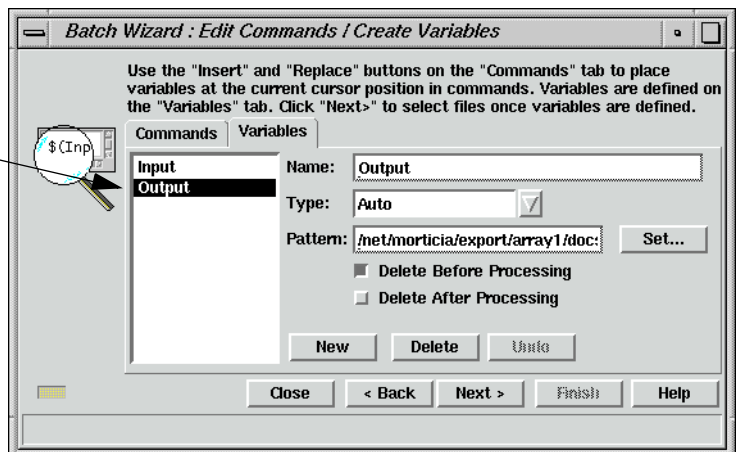 Batch Wizard : Edit Commands / Create Variables
Use the "Insert" and "Replace" buttons on the "Commands" tab to place
variables at the current cursor position in commands. Variables are defined on
the "Variables" tab. Click "Next>" to select files once variables are defined.
Commands Variables
$(Inp
Input
Output
Name: Output
Type: Auto
Pattern: /net/morticia/export/array1/doc: Set...
Delete Before Processing
Delete After Processing
New Delete Undo
Close < Back Next > Finish Help